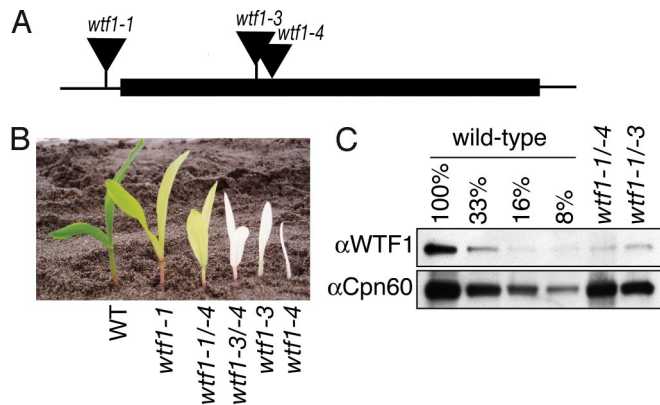 A
wtf1-1
wtf1-3
wtf1-4
B
WT
wtf1-1
wtf1-1/-4
wtf1-3/-4
wtf1-3
wtf1-4
C
wild-type
100%
33%
16%
8%
wtf1-1/-4
wtf1-1/-3
αWTF1
αCpn60